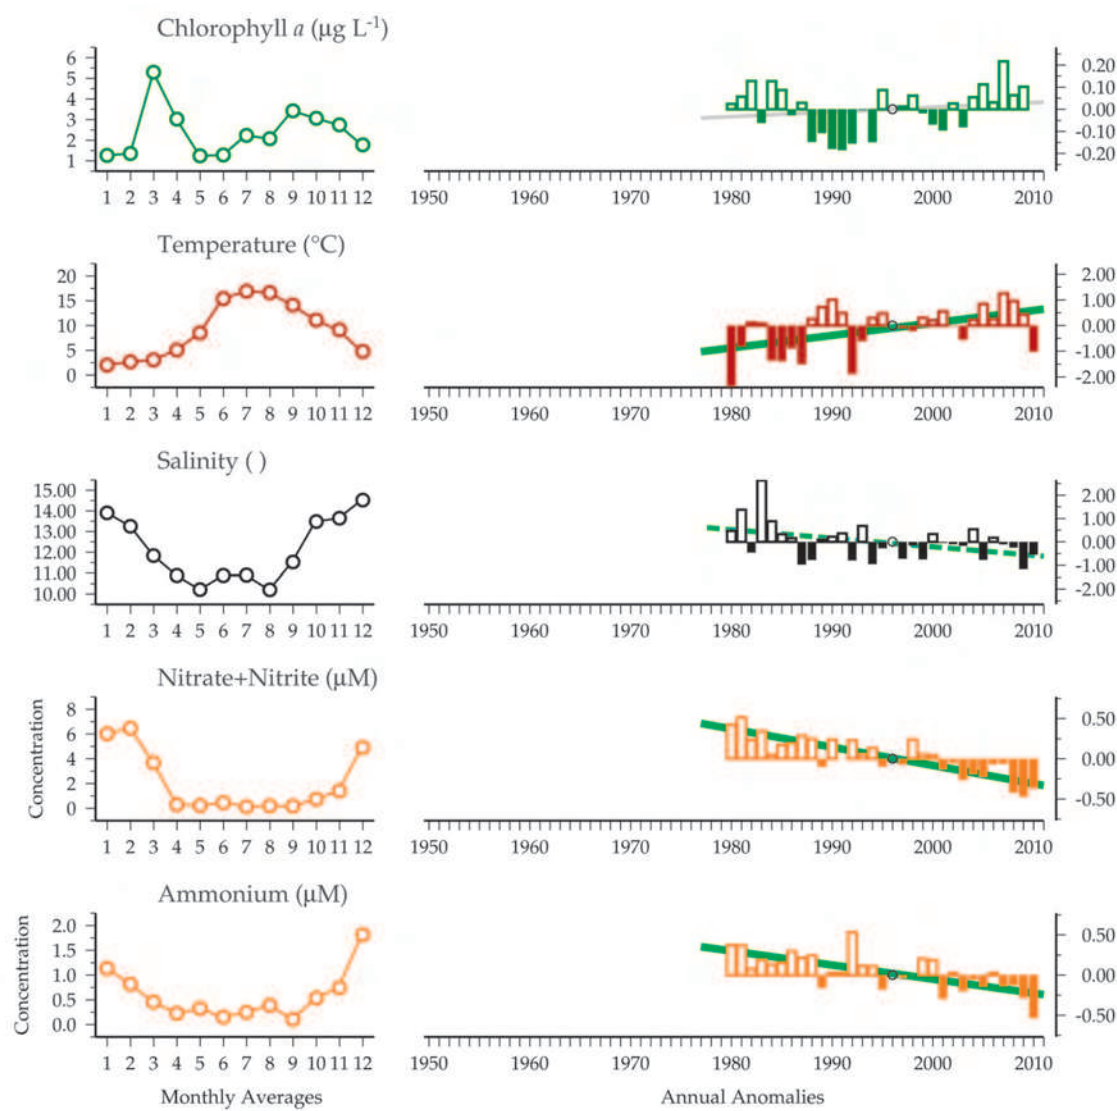 Chlorophyll a (µg L-1)
6
5
4
3
2
1
0.20
0.10
0.00
-0.10
-0.20
1 2 3 4 5 6 7 8 9 10 11 12
1950 1960 1970 1980 1990 2000 2010
Temperature (°C)
20
15
10
5
0
2.00
1.00
0.00
-1.00
-2.00
1 2 3 4 5 6 7 8 9 10 11 12
1950 1960 1970 1980 1990 2000 2010
Salinity ( )
15.00
14.00
13.00
12.00
11.00
10.00
2.00
1.00
0.00
-1.00
-2.00
1 2 3 4 5 6 7 8 9 10 11 12
1950 1960 1970 1980 1990 2000 2010
Nitrate+Nitrite (µM)
Concentration
8
6
4
2
0
0.50
0.00
-0.50
1 2 3 4 5 6 7 8 9 10 11 12
1950 1960 1970 1980 1990 2000 2010
Ammonium (µM)
Concentration
2.0
1.5
1.0
0.5
0.0
0.50
0.00
-0.50
1 2 3 4 5 6 7 8 9 10 11 12
1950 1960 1970 1980 1990 2000 2010
Monthly Averages
Annual Anomalies